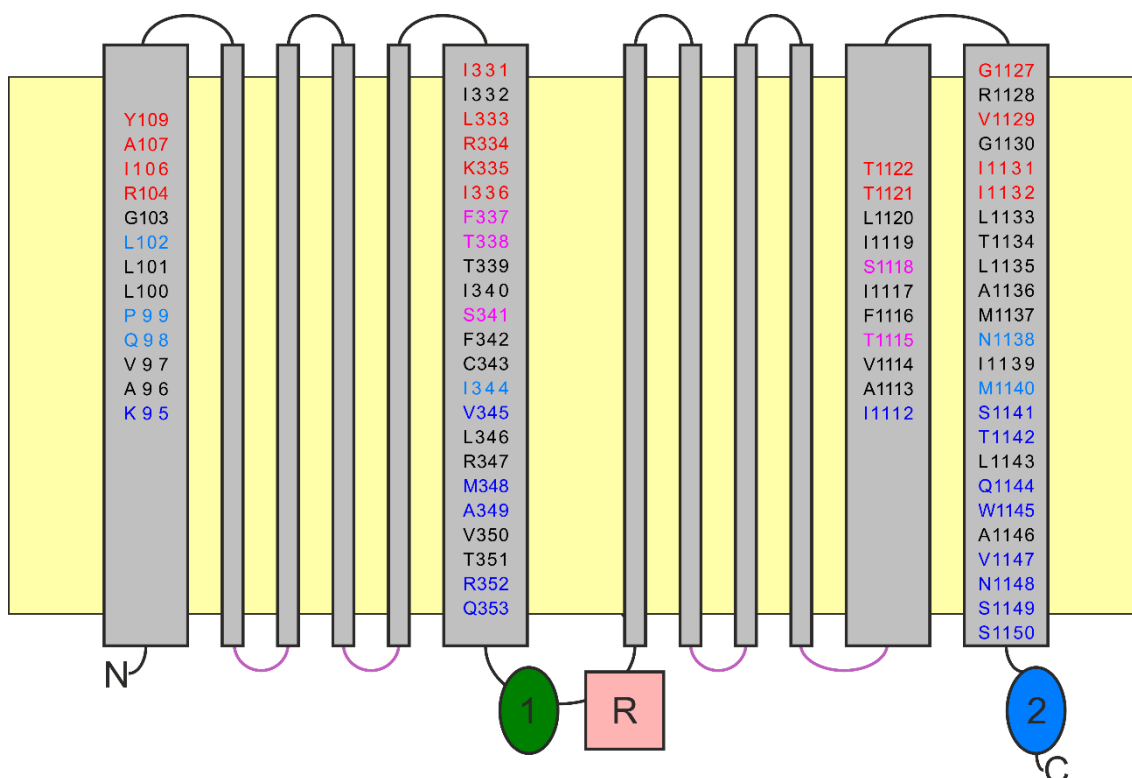 Y109
A107
I106
R104
G103
L102
L101
L100
P99
Q98
V97
A96
K95
I331
I332
L333
R334
K335
I336
F337
T338
T339
I340
S341
F342
C343
I344
V345
L346
R347
M348
A349
V350
T351
R352
Q353
T1122
T1121
L1120
I1119
S1118
I1117
F1116
T1115
V1114
A1113
I1112
G1127
R1128
V1129
G1130
I1131
I1132
L1133
T1134
L1135
A1136
M1137
N1138
I1139
M1140
S1141
T1142
L1143
Q1144
W1145
A1146
V1147
N1148
S1149
S1150
N
1
R
2
C